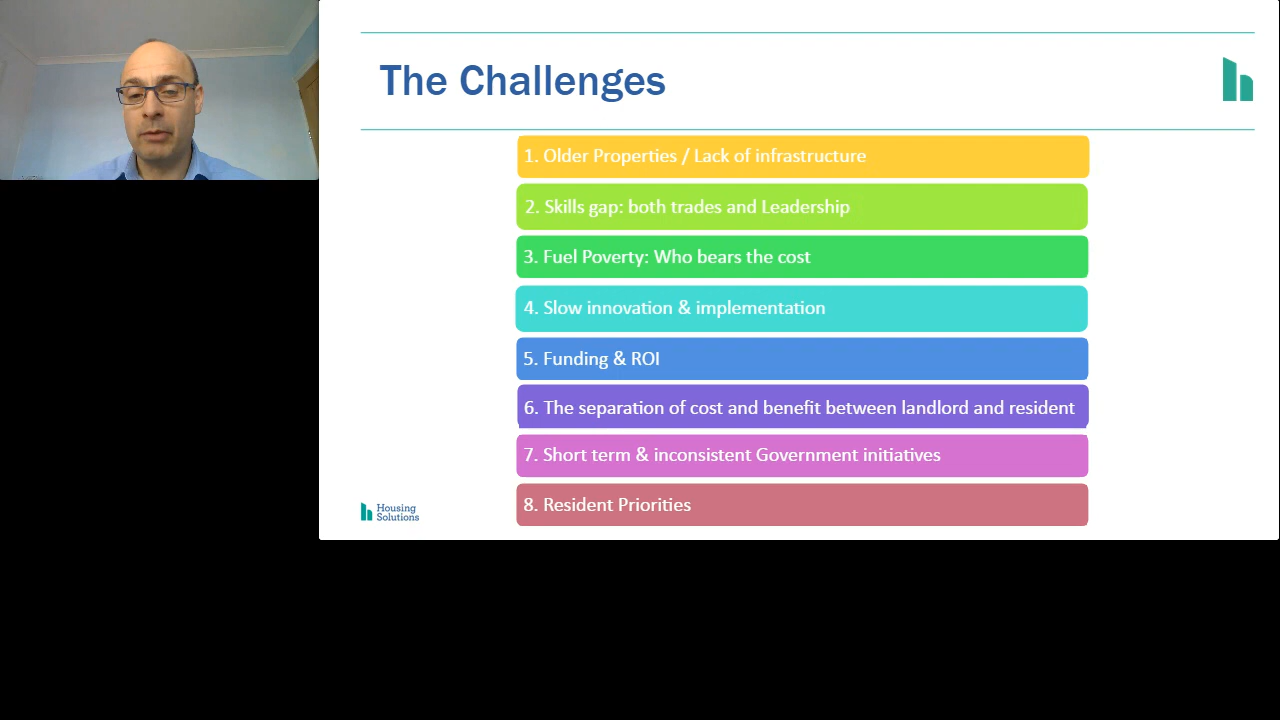 The Challenges
1. Older Properties / Lack of infrastructure
2. Skills gap: both trades and Leadership
3. Fuel Poverty: Who bears the cost
4. Slow innovation & implementation
5. Funding & ROI
6. The separation of cost and benefit between landlord and resident
7. Short term & inconsistent Government initiatives
8. Resident Priorities
Housing
Solutions